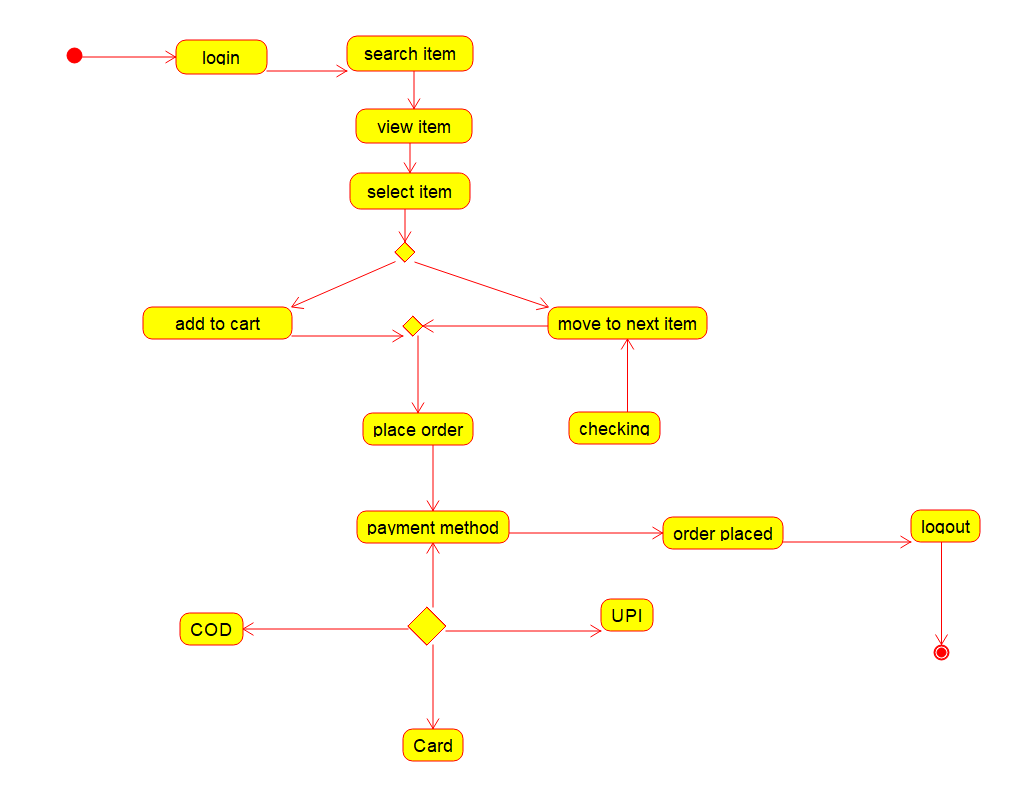 login
search item
view item
select item
add to cart
move to next item
place order
checking
payment method
order placed
logout
COD
UPI
Card